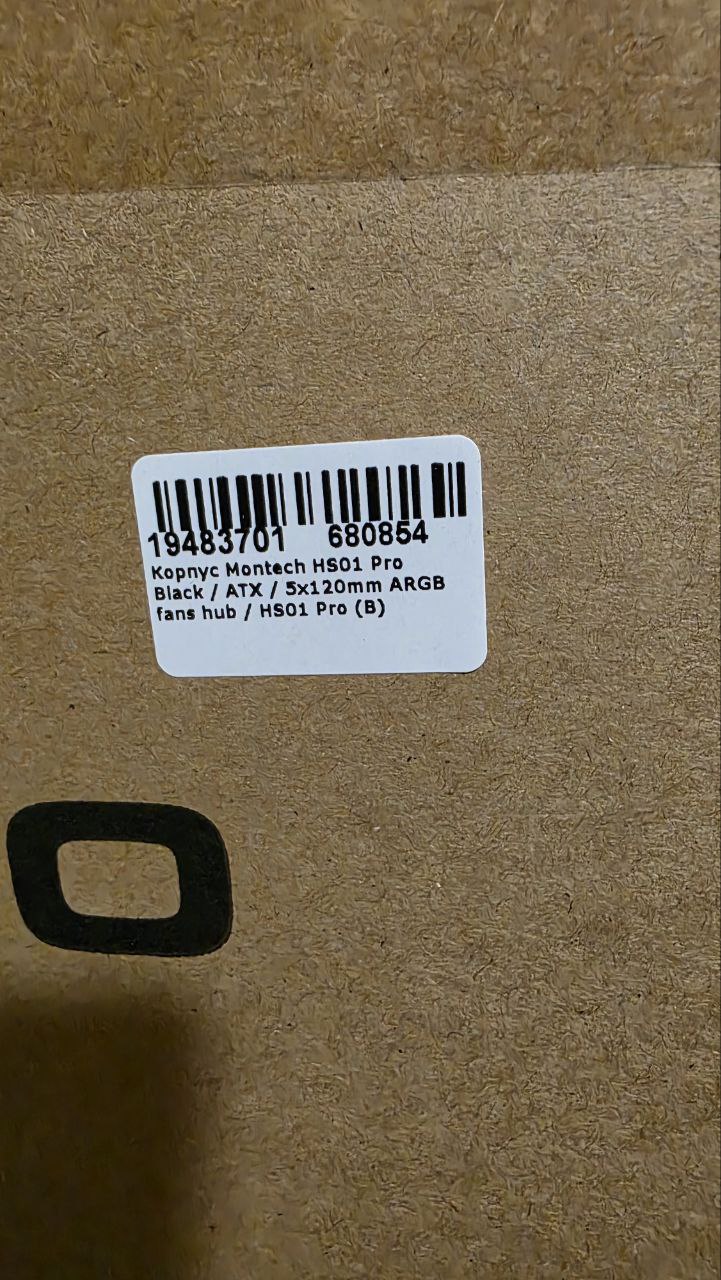 19483701 680854
Корпус Montech HS01 Pro
Black / ATX / 5x120mm ARGB
fans hub / HS01 Pro (B)
O